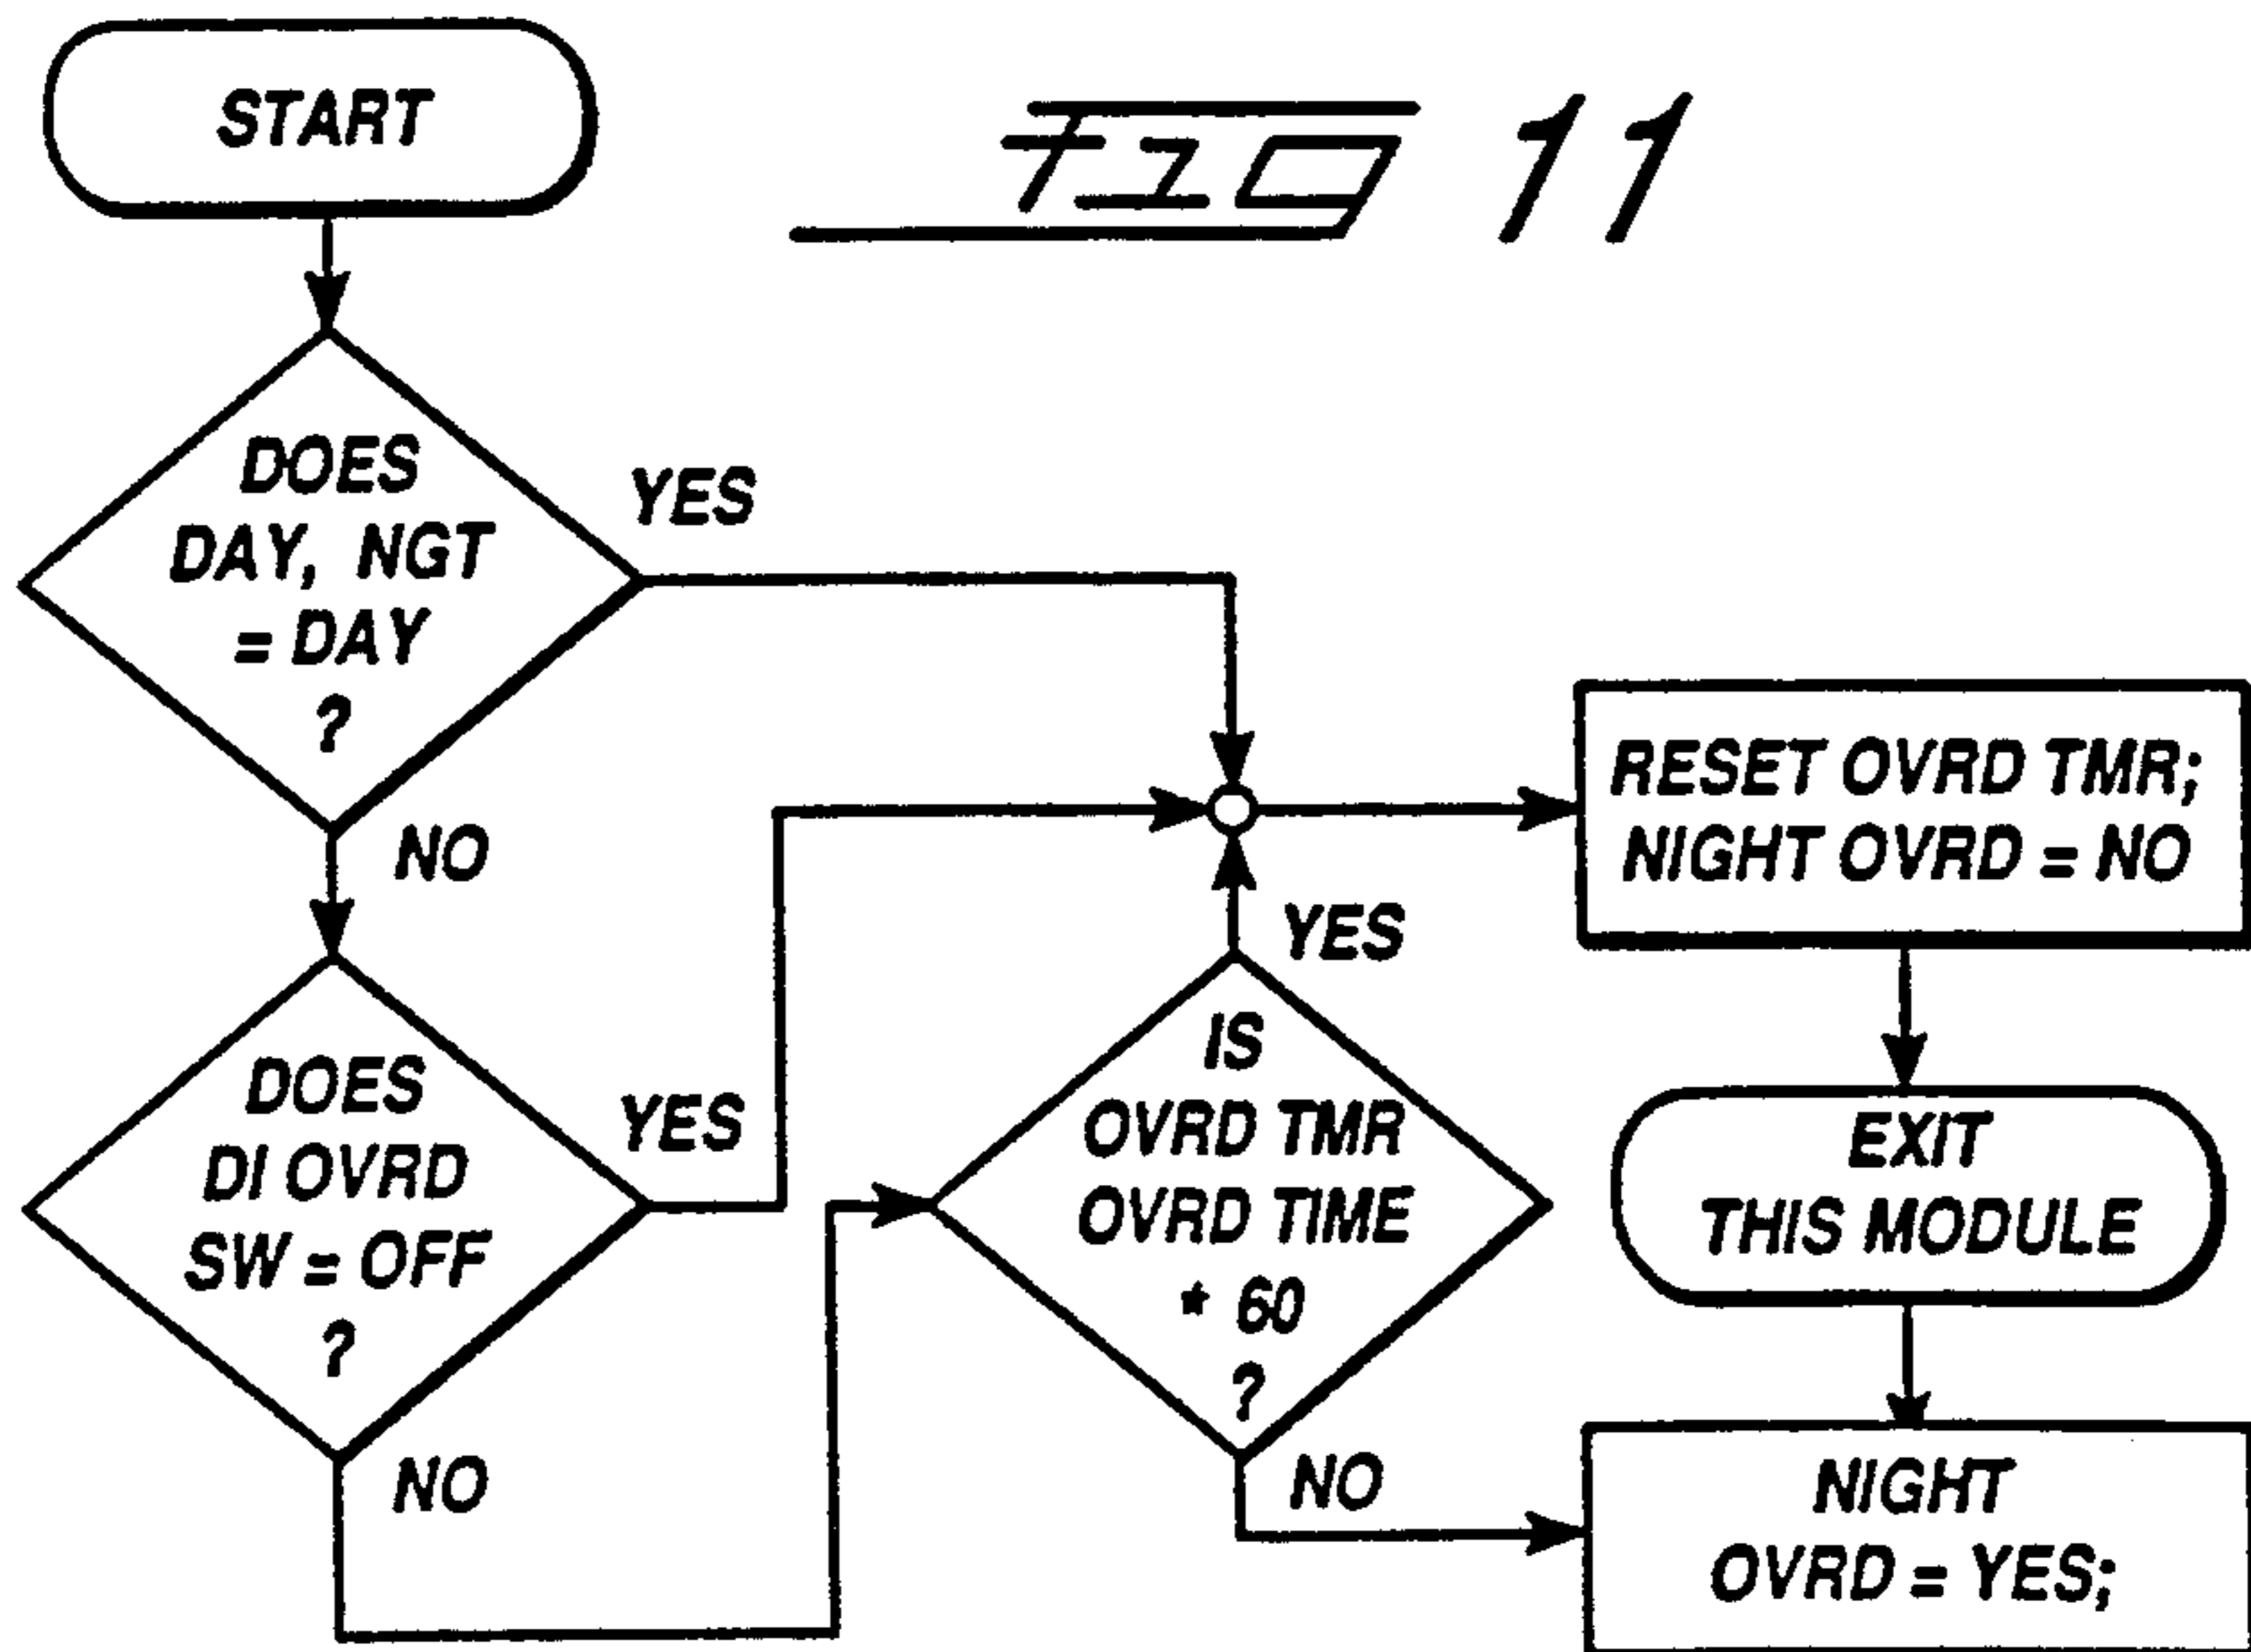 START
FIG 11
DOES
DAY, NGT
= DAY
?
YES
NO
DOES
DI OVRD
SW = OFF
?
YES
NO
IS
OVRD TMR
OVRD TIME
* 60
?
YES
NO
RESET OVRD TMR;
NIGHT OVRD = NO
EXIT
THIS MODULE
NIGHT
OVRD = YES;